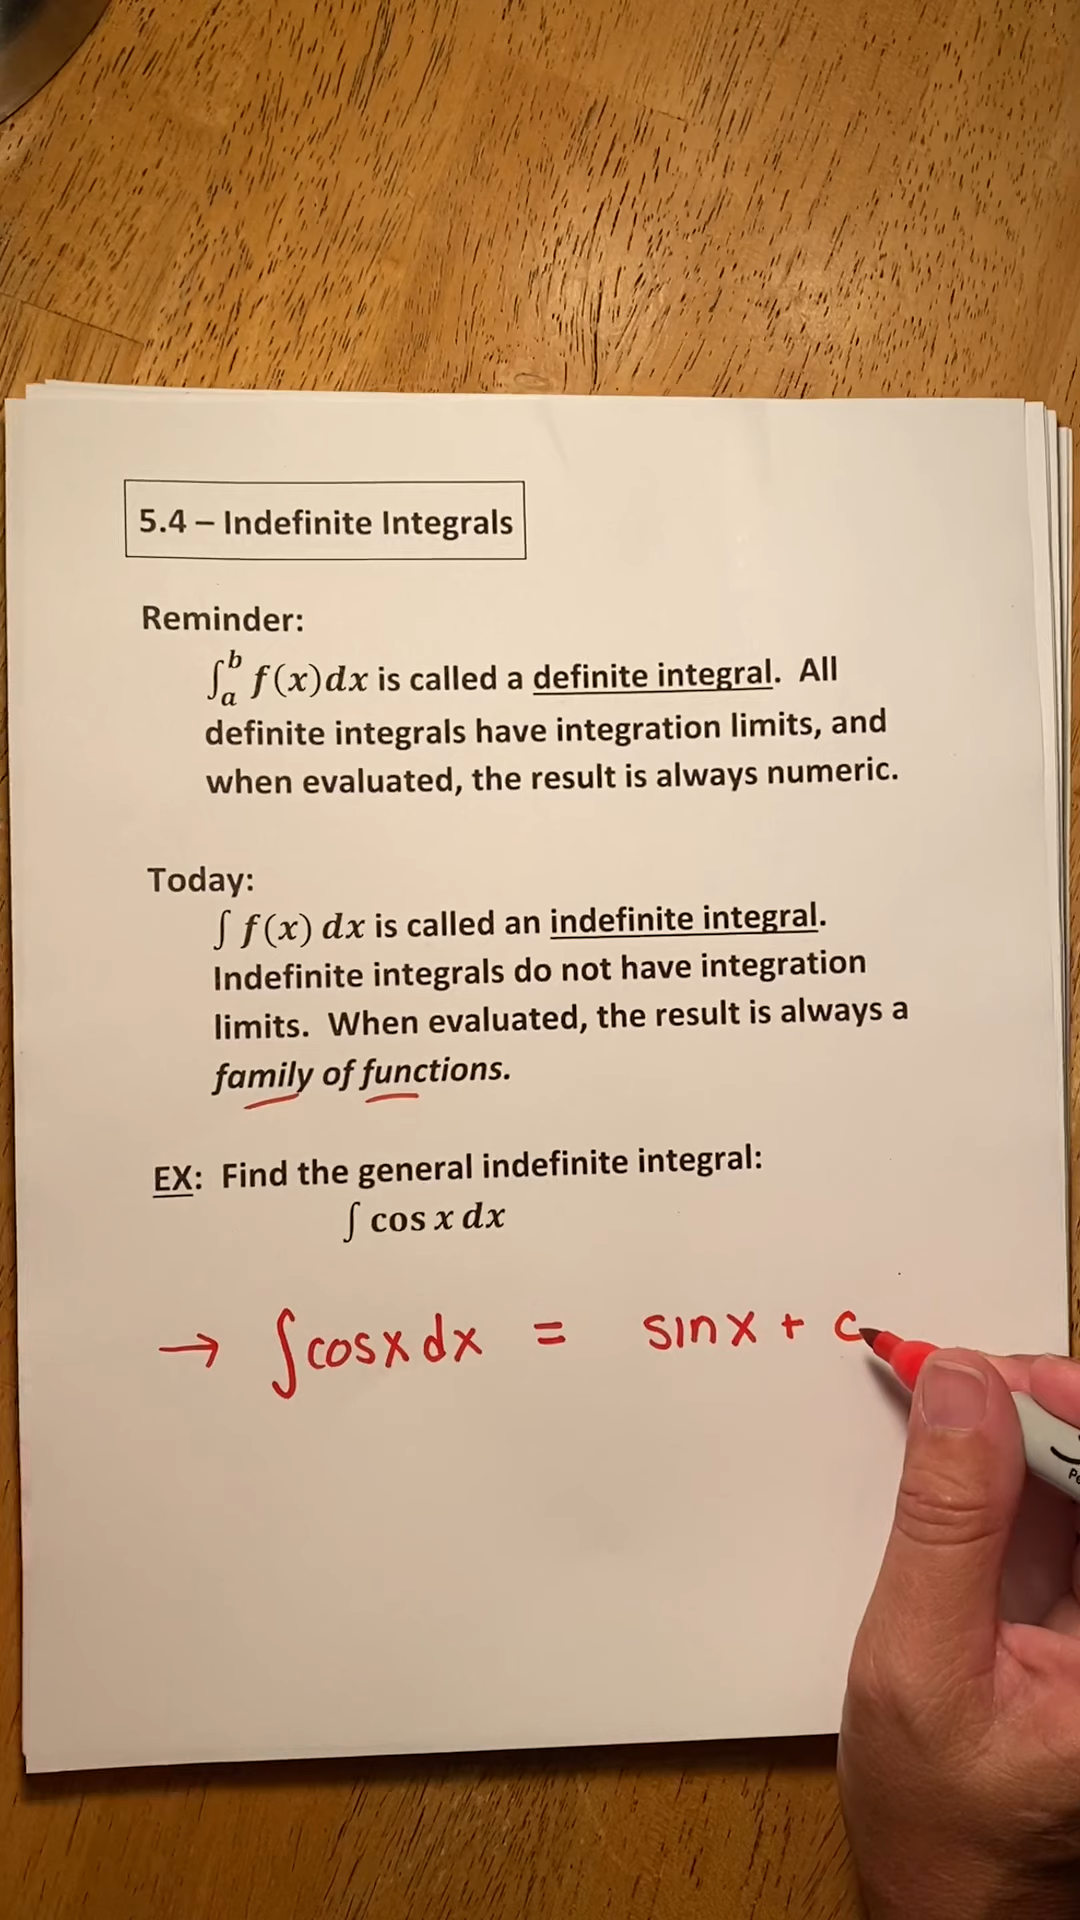 5.4 – Indefinite Integrals
Reminder:
∫ₐᵇ f(x)dx is called a definite integral. All
definite integrals have integration limits, and
when evaluated, the result is always numeric.
Today:
∫ f(x) dx is called an indefinite integral.
Indefinite integrals do not have integration
limits. When evaluated, the result is always a
family of functions.
EX: Find the general indefinite integral:
∫ cos x dx
→ ∫cosx dx = sinx + c